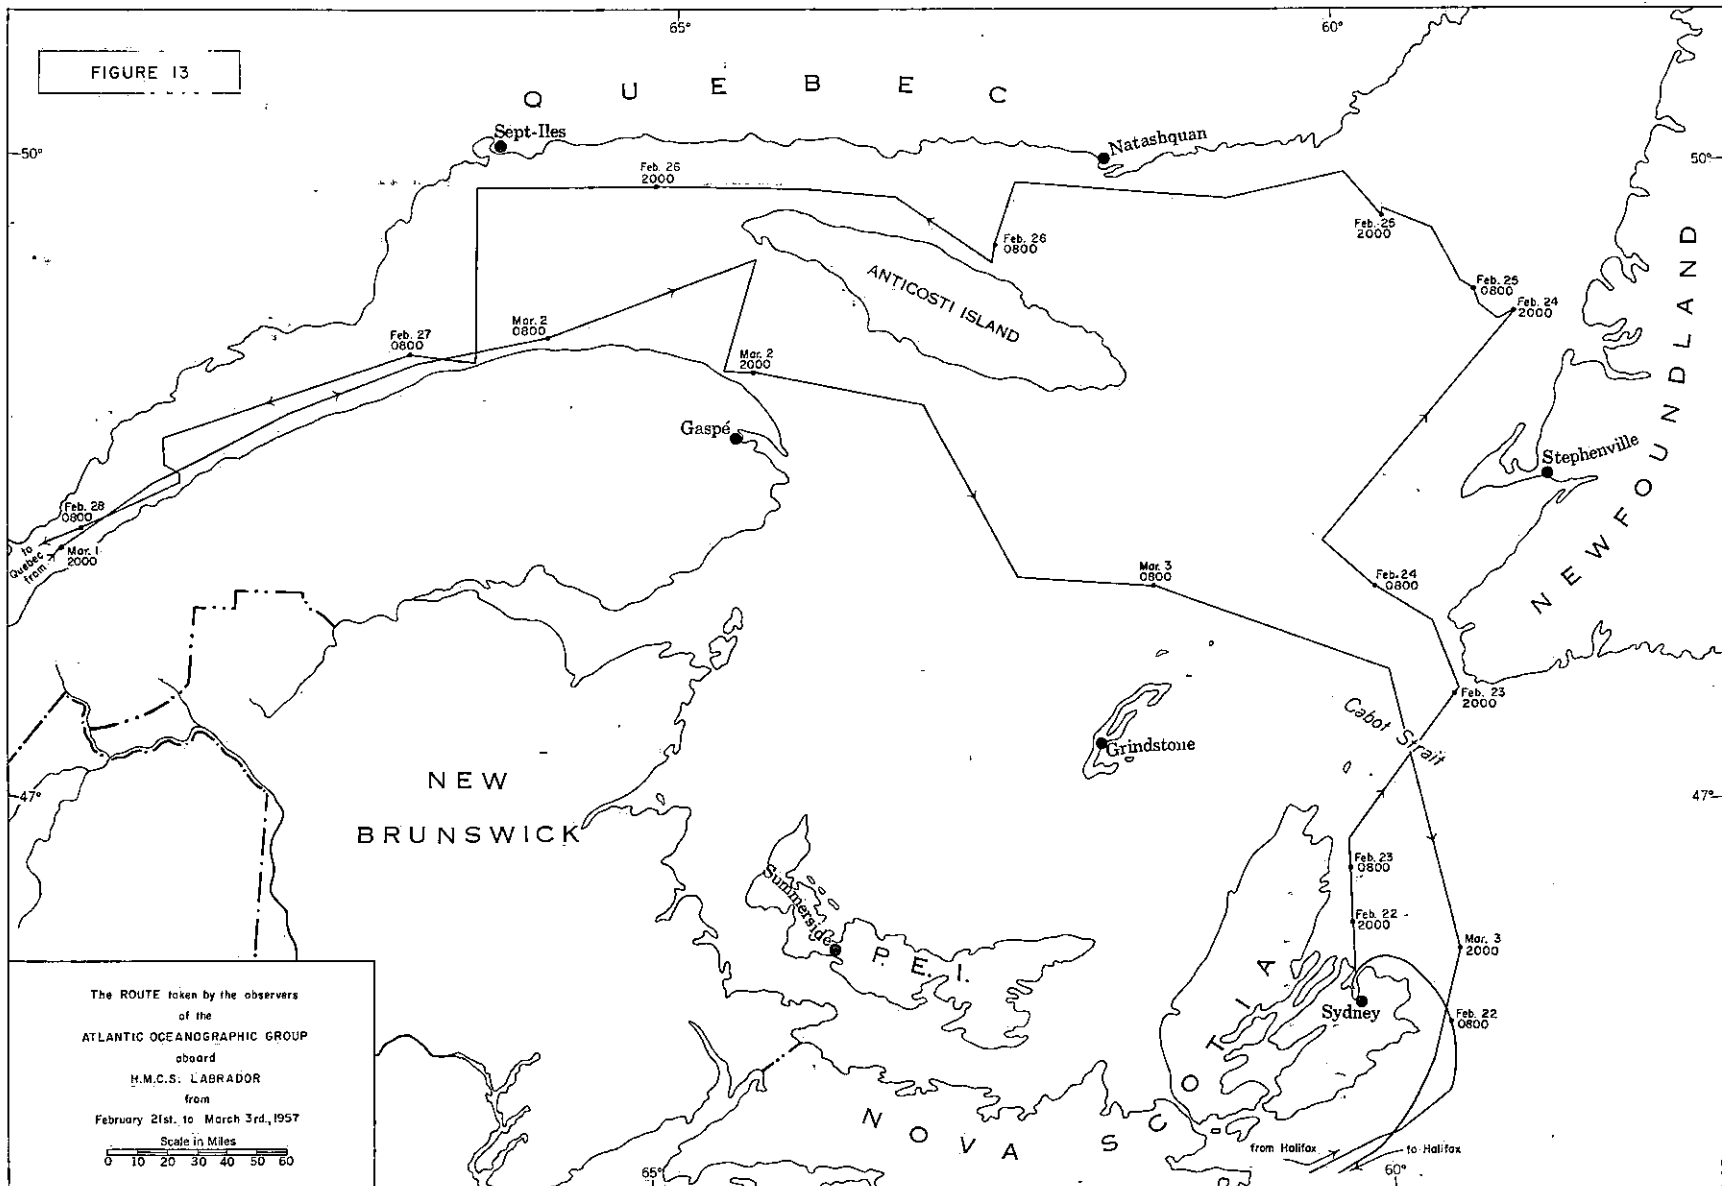 65°
60°
FIGURE 13
QUEBEC
Sept-Iles
Natashquan
50°
50°
Feb. 26
2000
Feb. 25
2000
Feb. 26
0800
ANTICOSTI ISLAND
Feb. 25
0800
Feb. 24
2000
Mar. 2
0800
Feb. 27
0800
Mar. 2
2000
NEWFOUNDLAND
Gaspé
Stephenville
Feb. 28
0800
to
Quebec
from
Mar. 1
2000
Mar. 3
0800
Feb. 24
0800
Feb. 23
2000
Cabot Strait
Grindstone
NEW
BRUNSWICK
47°
47°
Feb. 23
0800
Summerside
Feb. 22
2000
P. E. I.
Mar. 3
2000
Sydney
Feb. 22
0800
NOVA SCOTIA
from Halifax
to Halifax
65°
60°
The ROUTE taken by the observers
of the
ATLANTIC OCEANOGRAPHIC GROUP
aboard
H.M.C.S. LABRADOR
from
February 21st. to March 3rd., 1957
Scale in Miles
0 10 20 30 40 50 60